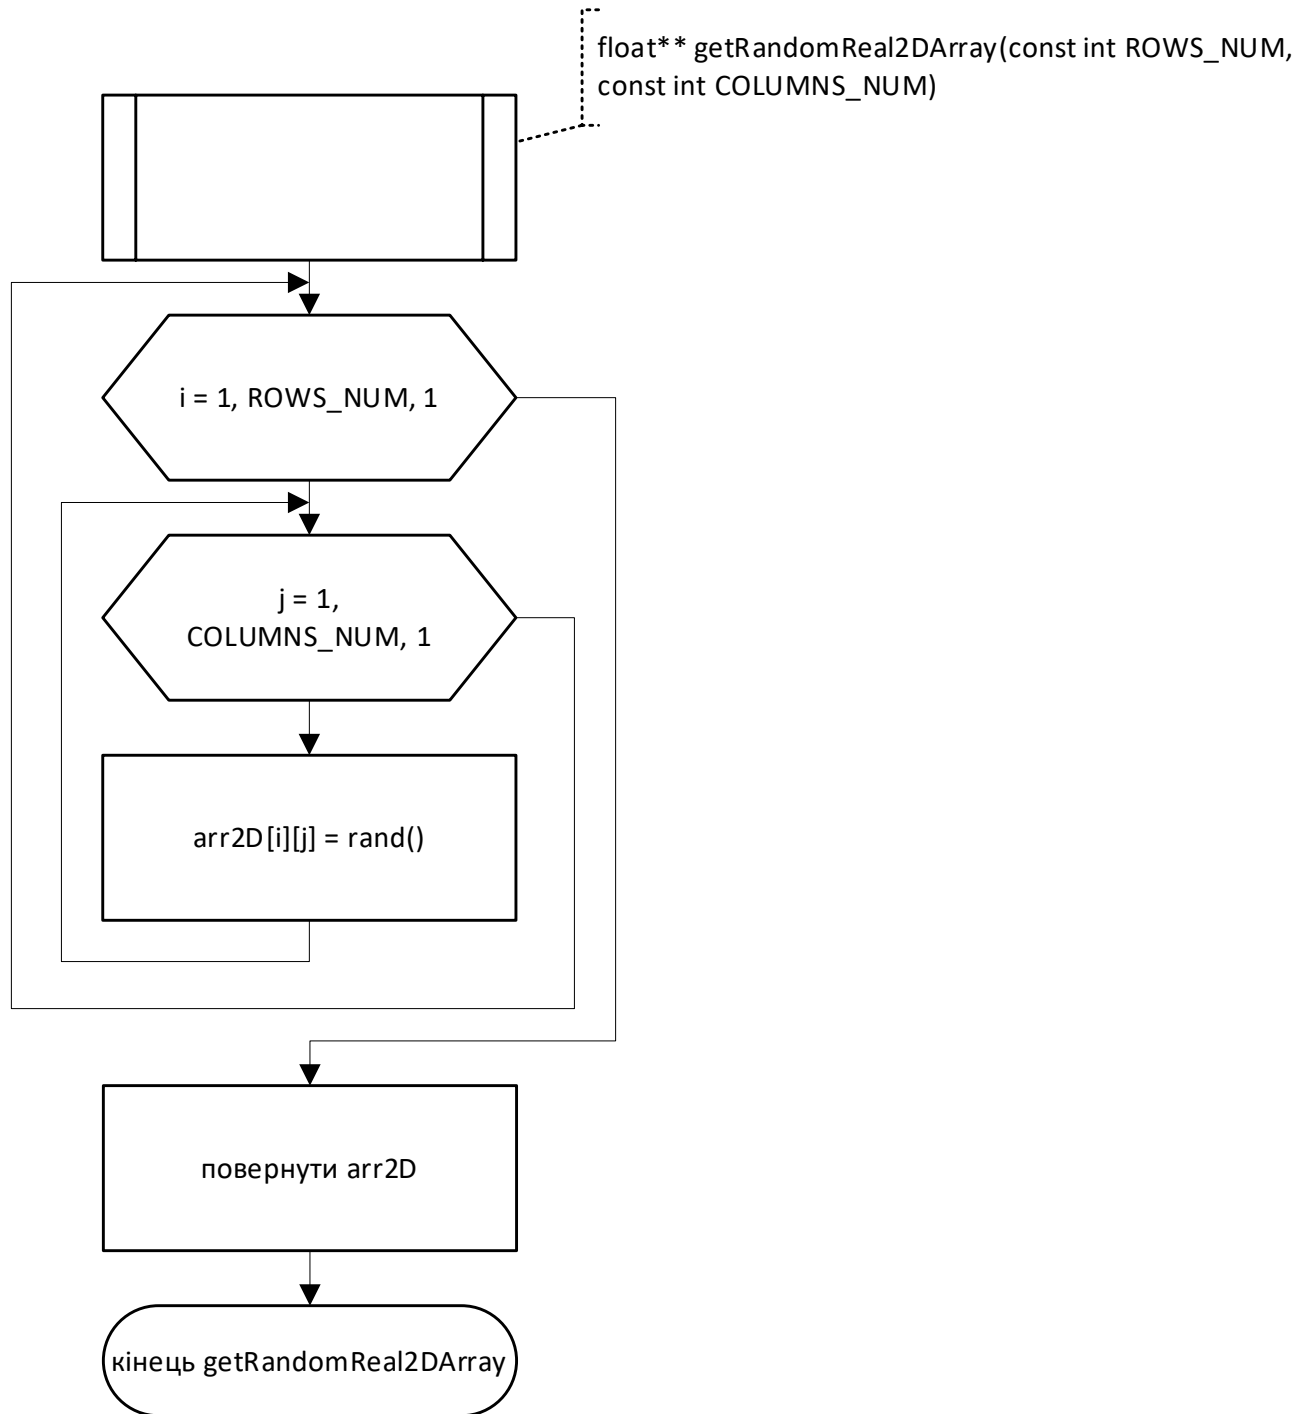 float** getRandomReal2DArray(const int ROWS_NUM,
const int COLUMNS_NUM)
i = 1, ROWS_NUM, 1
j = 1,
COLUMNS_NUM, 1
arr2D[i][j] = rand()
повернути arr2D
кінець getRandomReal2DArray